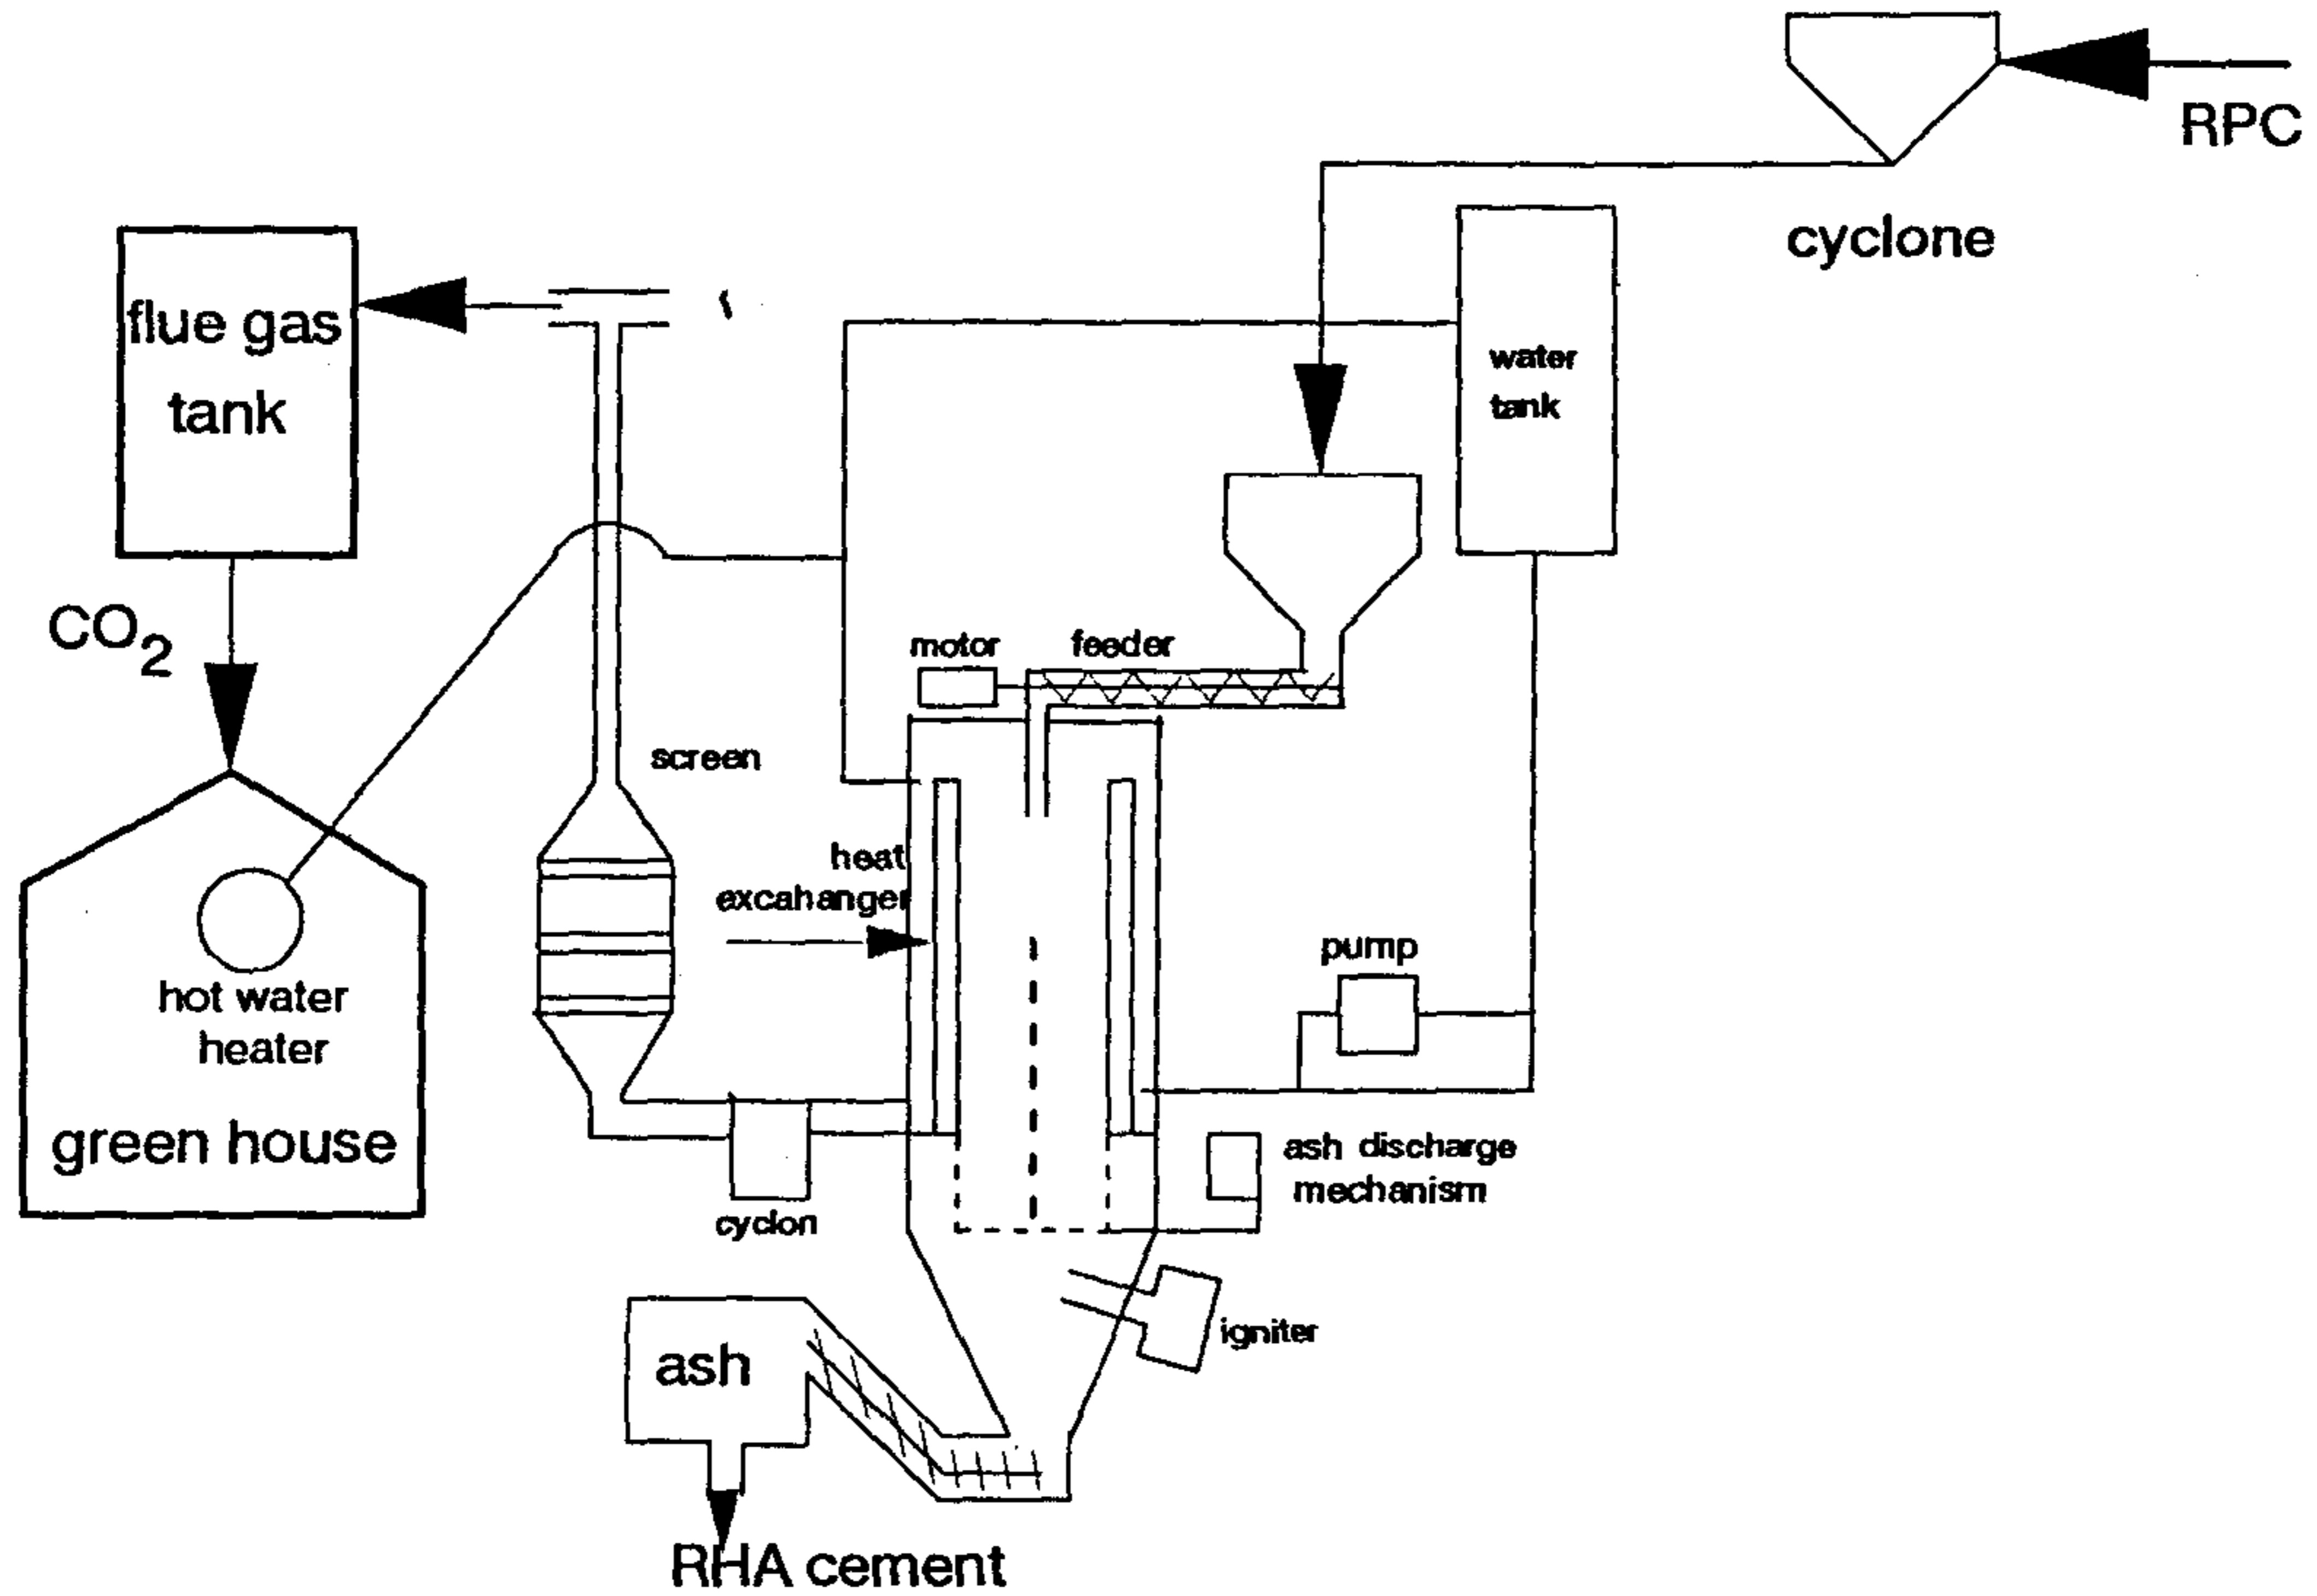 RPC
cyclone
flue gas
tank
water
tank
CO2
motor
feeder
screen
heat
excahanger
pump
hot water
heater
green house
ash discharge
mechanism
cyclon
igniter
ash
RHA cement